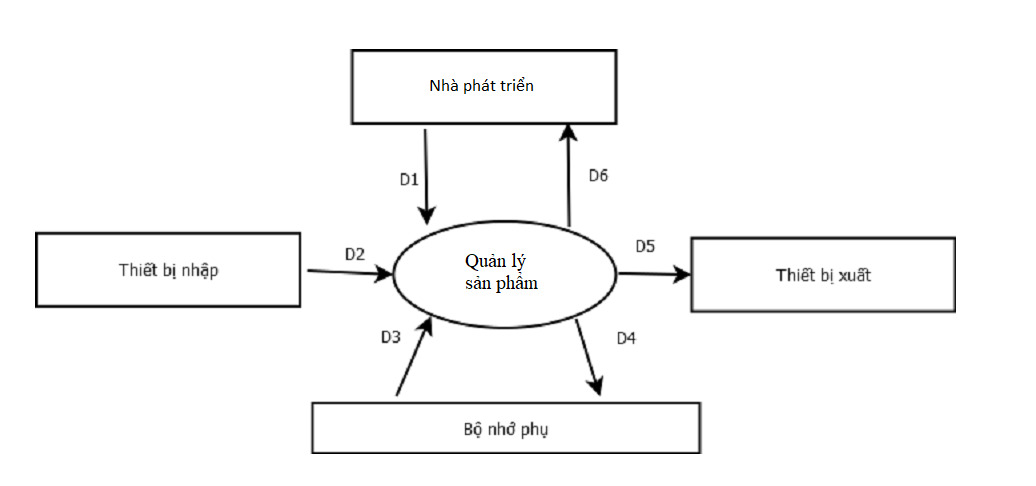 Nhà phát triển
D1
D6
Thiết bị nhập
D2
Quản lý
sản phẩm
D5
Thiết bị xuất
D3
D4
Bộ nhớ phụ